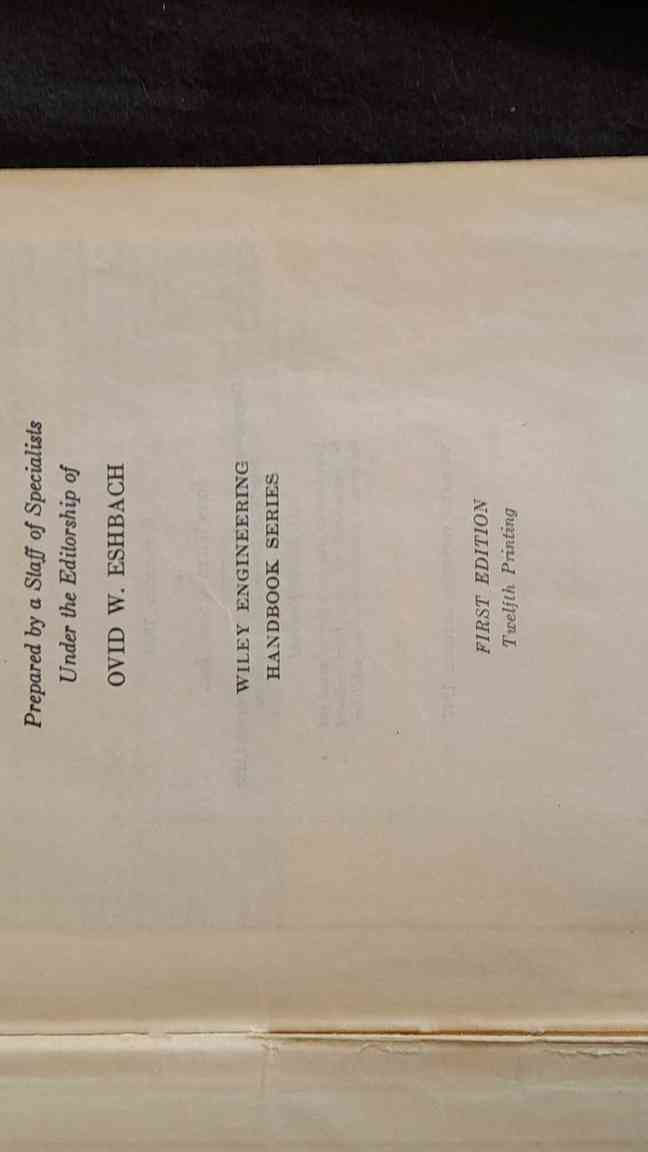 Prepared by a Staff of Specialists
Under the Editorship of
OVID W. ESHBACH
WILEY ENGINEERING
HANDBOOK SERIES
FIRST EDITION
Twelfth Printing